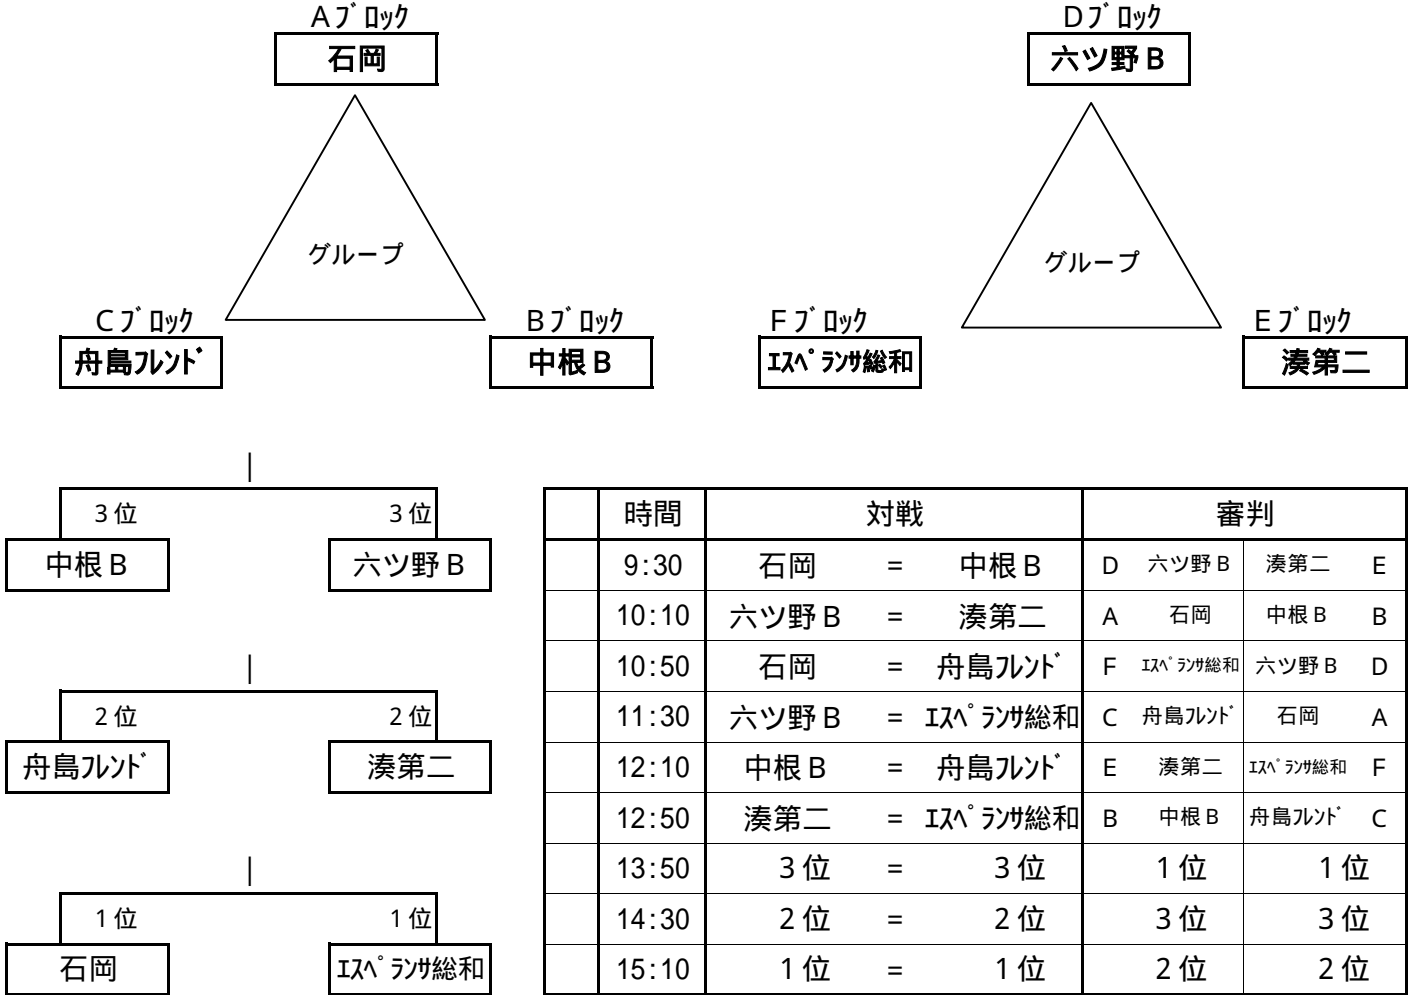 Aﾌﾞﾛｯｸ Dﾌﾞﾛｯｸ
石岡 六ツ野B
グループ グループ
Cﾌﾞﾛｯｸ Bﾌﾞﾛｯｸ Fﾌﾞﾛｯｸ Eﾌﾞﾛｯｸ
舟島ﾌﾚﾝﾄﾞ 中根B ｴｽﾍﾟﾗﾝｻ総和 湊第二
3位 3位
中根B 六ツ野B
2位 2位
舟島ﾌﾚﾝﾄﾞ 湊第二
1位 1位
石岡 ｴｽﾍﾟﾗﾝｻ総和
時間 対戦 審判
9:30 石岡 = 中根B D 六ツ野B 湊第二 E
10:10 六ツ野B = 湊第二 A 石岡 中根B B
10:50 石岡 = 舟島ﾌﾚﾝﾄﾞ F ｴｽﾍﾟﾗﾝｻ総和 六ツ野B D
11:30 六ツ野B = ｴｽﾍﾟﾗﾝｻ総和 C 舟島ﾌﾚﾝﾄﾞ 石岡 A
12:10 中根B = 舟島ﾌﾚﾝﾄﾞ E 湊第二 ｴｽﾍﾟﾗﾝｻ総和 F
12:50 湊第二 = ｴｽﾍﾟﾗﾝｻ総和 B 中根B 舟島ﾌﾚﾝﾄﾞ C
13:50 3位 = 3位 1位 1位
14:30 2位 = 2位 3位 3位
15:10 1位 = 1位 2位 2位